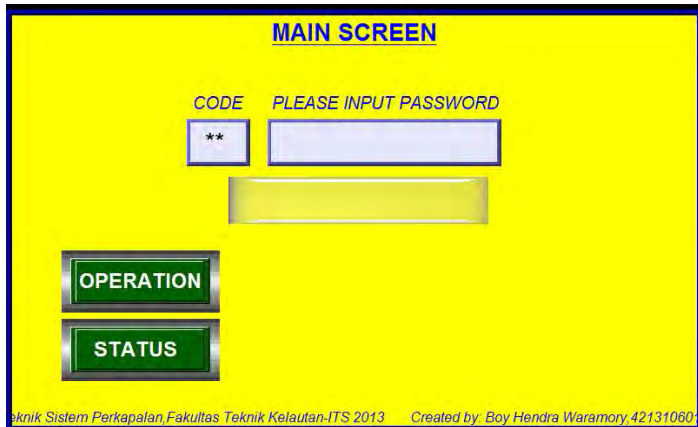 MAIN SCREEN
CODE PLEASE INPUT PASSWORD
**
OPERATION
STATUS
eknik Sistem Perkapalan,Fakultas Teknik Kelautan-ITS 2013 Created by: Boy Hendra Waramory,421310601